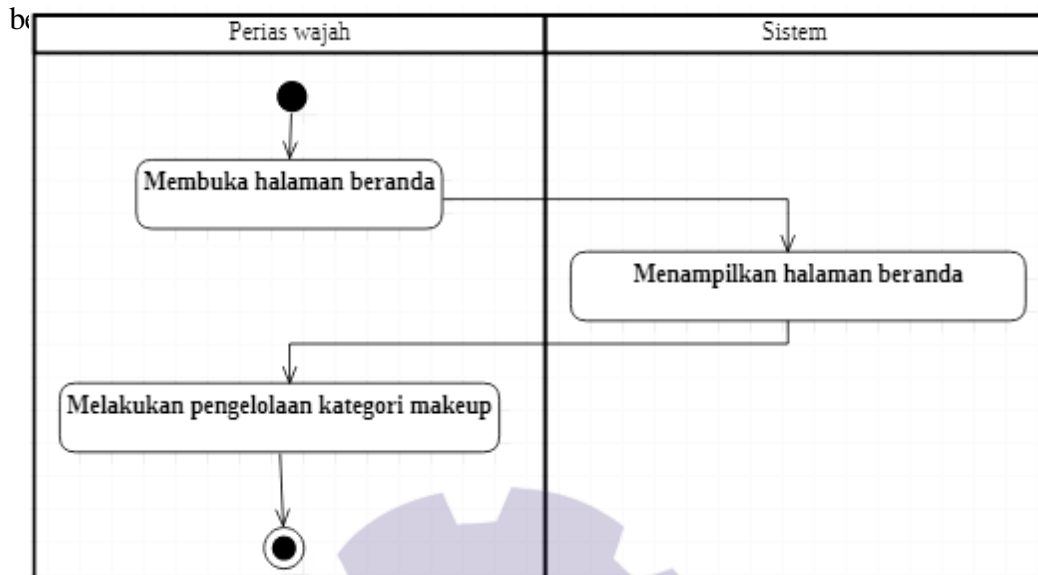 Perias wajah
Sistem
Membuka halaman beranda
Menampilkan halaman beranda
Melakukan pengelolaan kategori makeup